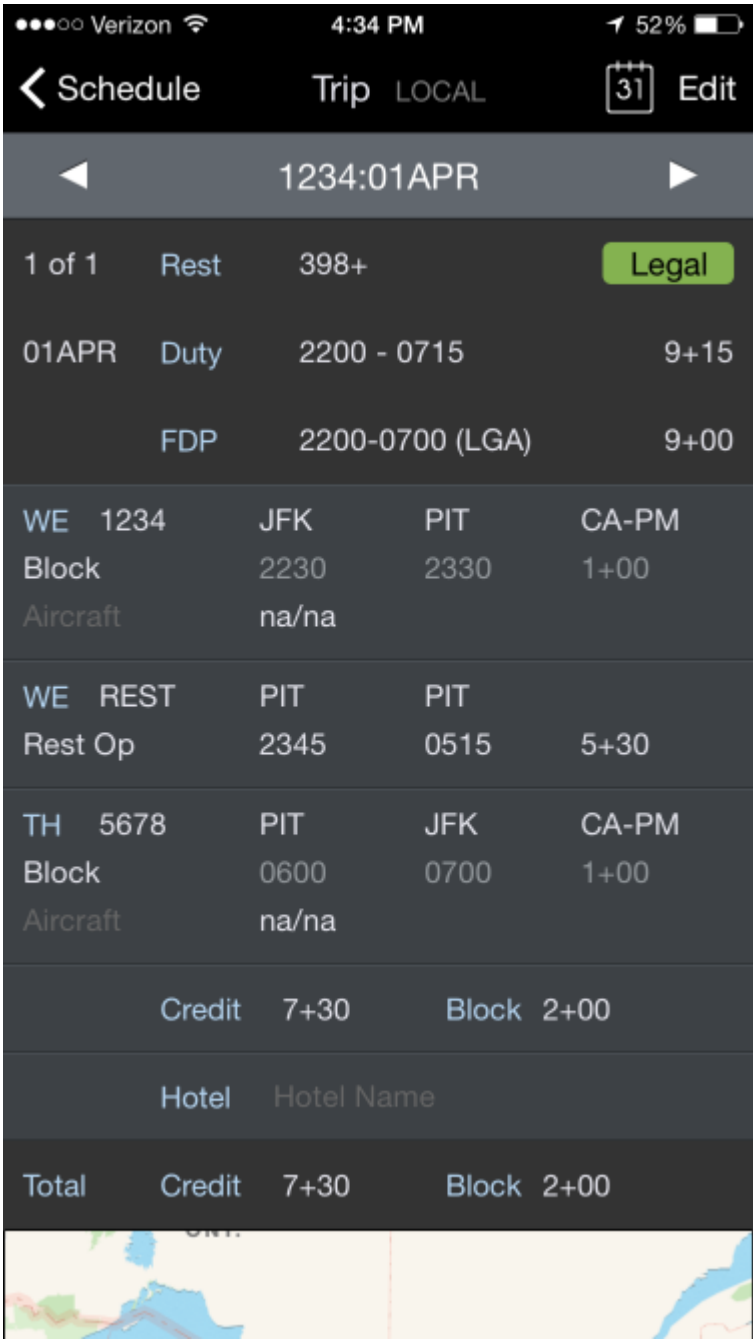 Verizon 4:34 PM 52%
Schedule Trip LOCAL 31 Edit
1234:01APR
1 of 1 Rest 398+ Legal
01APR Duty 2200 - 0715 9+15
FDP 2200-0700 (LGA) 9+00
WE 1234 JFK PIT CA-PM
Block 2230 2330 1+00
Aircraft na/na
WE REST PIT PIT
Rest Op 2345 0515 5+30
TH 5678 PIT JFK CA-PM
Block 0600 0700 1+00
Aircraft na/na
Credit 7+30 Block 2+00
Hotel Hotel Name
Total Credit 7+30 Block 2+00
ONT.